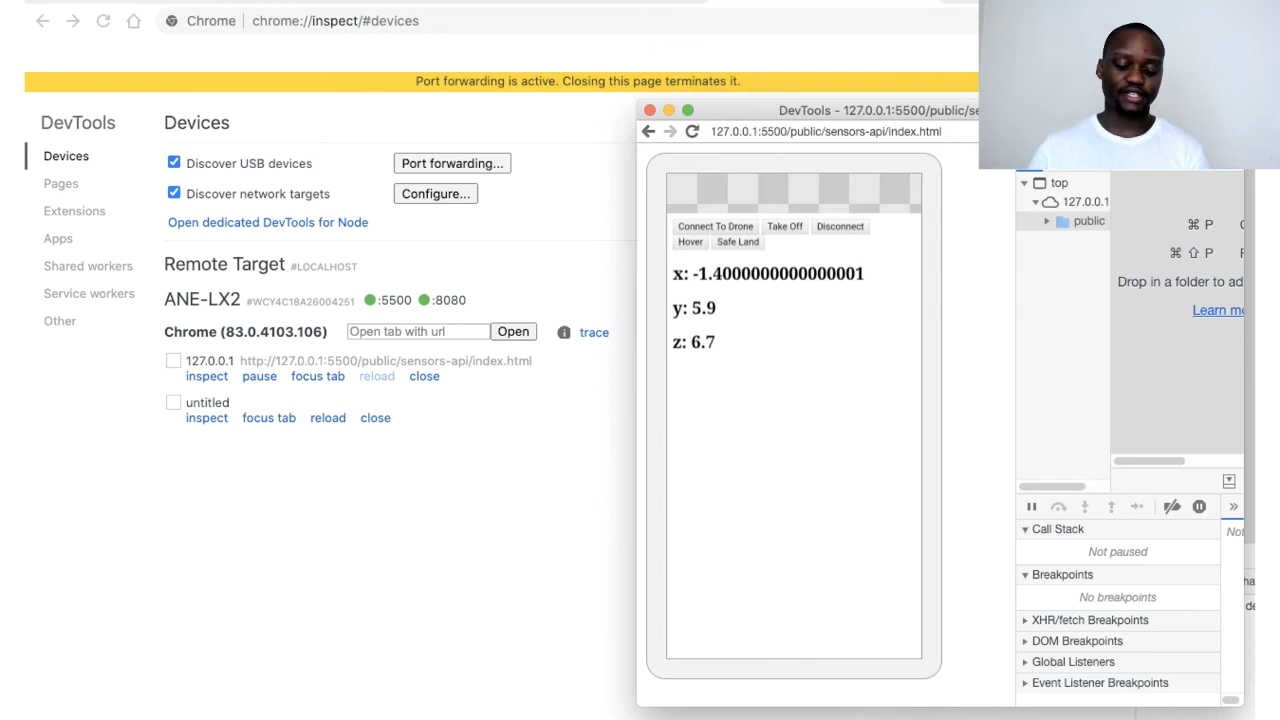 Chrome
chrome://inspect/#devices
Port forwarding is active. Closing this page terminates it.
DevTools
Devices
Pages
Extensions
Apps
Shared workers
Service workers
Other
Devices
Discover USB devices
Port forwarding...
Discover network targets
Configure...
Open dedicated DevTools for Node
Remote Target #LOCALHOST
ANE-LX2 #WCY4C18A26004251 :5500 :8080
Chrome (83.0.4103.106) Open tab with url Open trace
127.0.0.1 http://127.0.0.1:5500/public/sensors-api/index.html
inspect pause focus tab reload close
untitled
inspect focus tab reload close
DevTools - 127.0.0.1:5500/public/se
127.0.0.1:5500/public/sensors-api/index.html
Connect To Drone Take Off Disconnect
Hover Safe Land
x: -1.4000000000000001
y: 5.9
z: 6.7
top
127.0.0.1
public
⌘ P
⌘ ⇧ P
Drop in a folder to ad
Learn mo
Call Stack
Not paused
Breakpoints
No breakpoints
XHR/fetch Breakpoints
DOM Breakpoints
Global Listeners
Event Listener Breakpoints